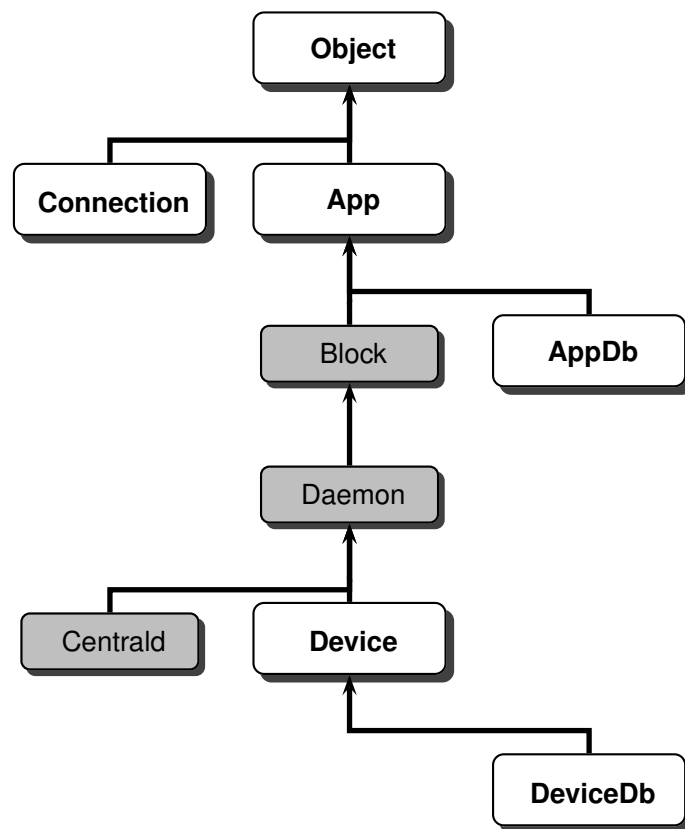 Object
Connection
App
Block
AppDb
Daemon
Centrald
Device
DeviceDb